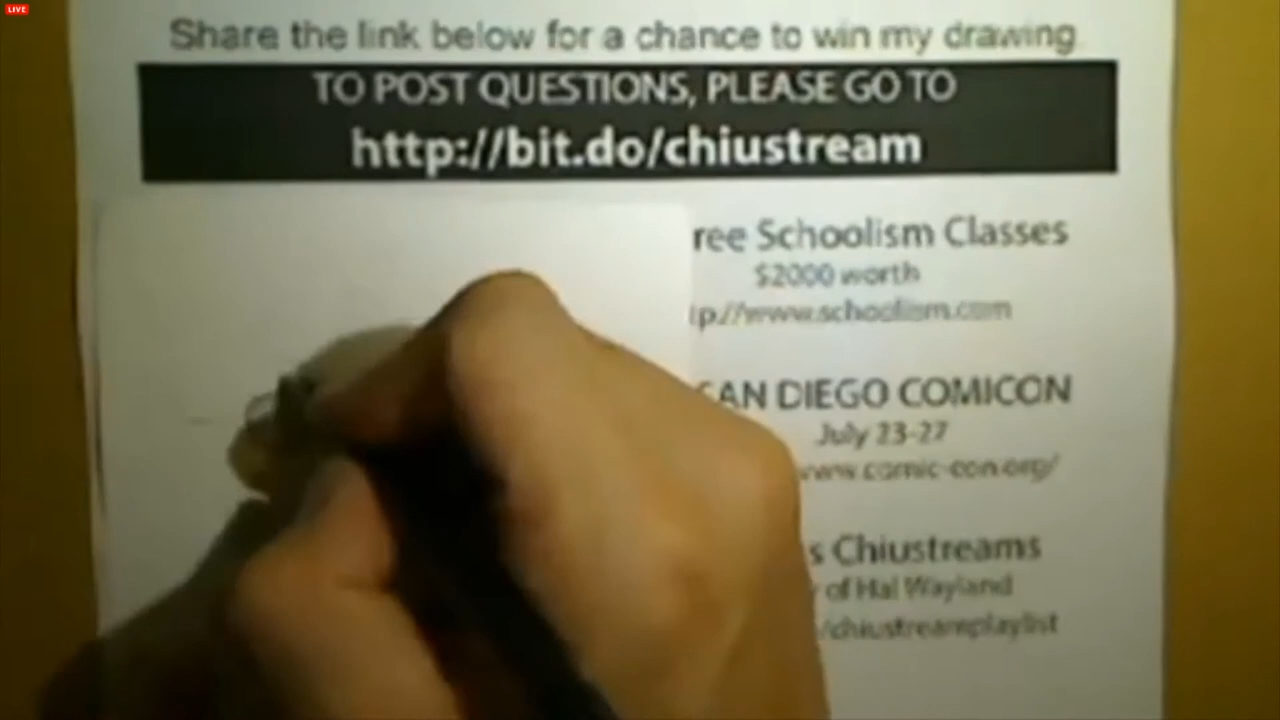 LIVE
Share the link below for a chance to win my drawing
TO POST QUESTIONS, PLEASE GO TO
http://bit.do/chiustream
ree Schoolism Classes
$2000 worth
p://www.schoolism.com
SAN DIEGO COMICON
July 23-27
www.comic-con.org/
s Chiustreams
of Hal Wayland
/chiustreamplaylist